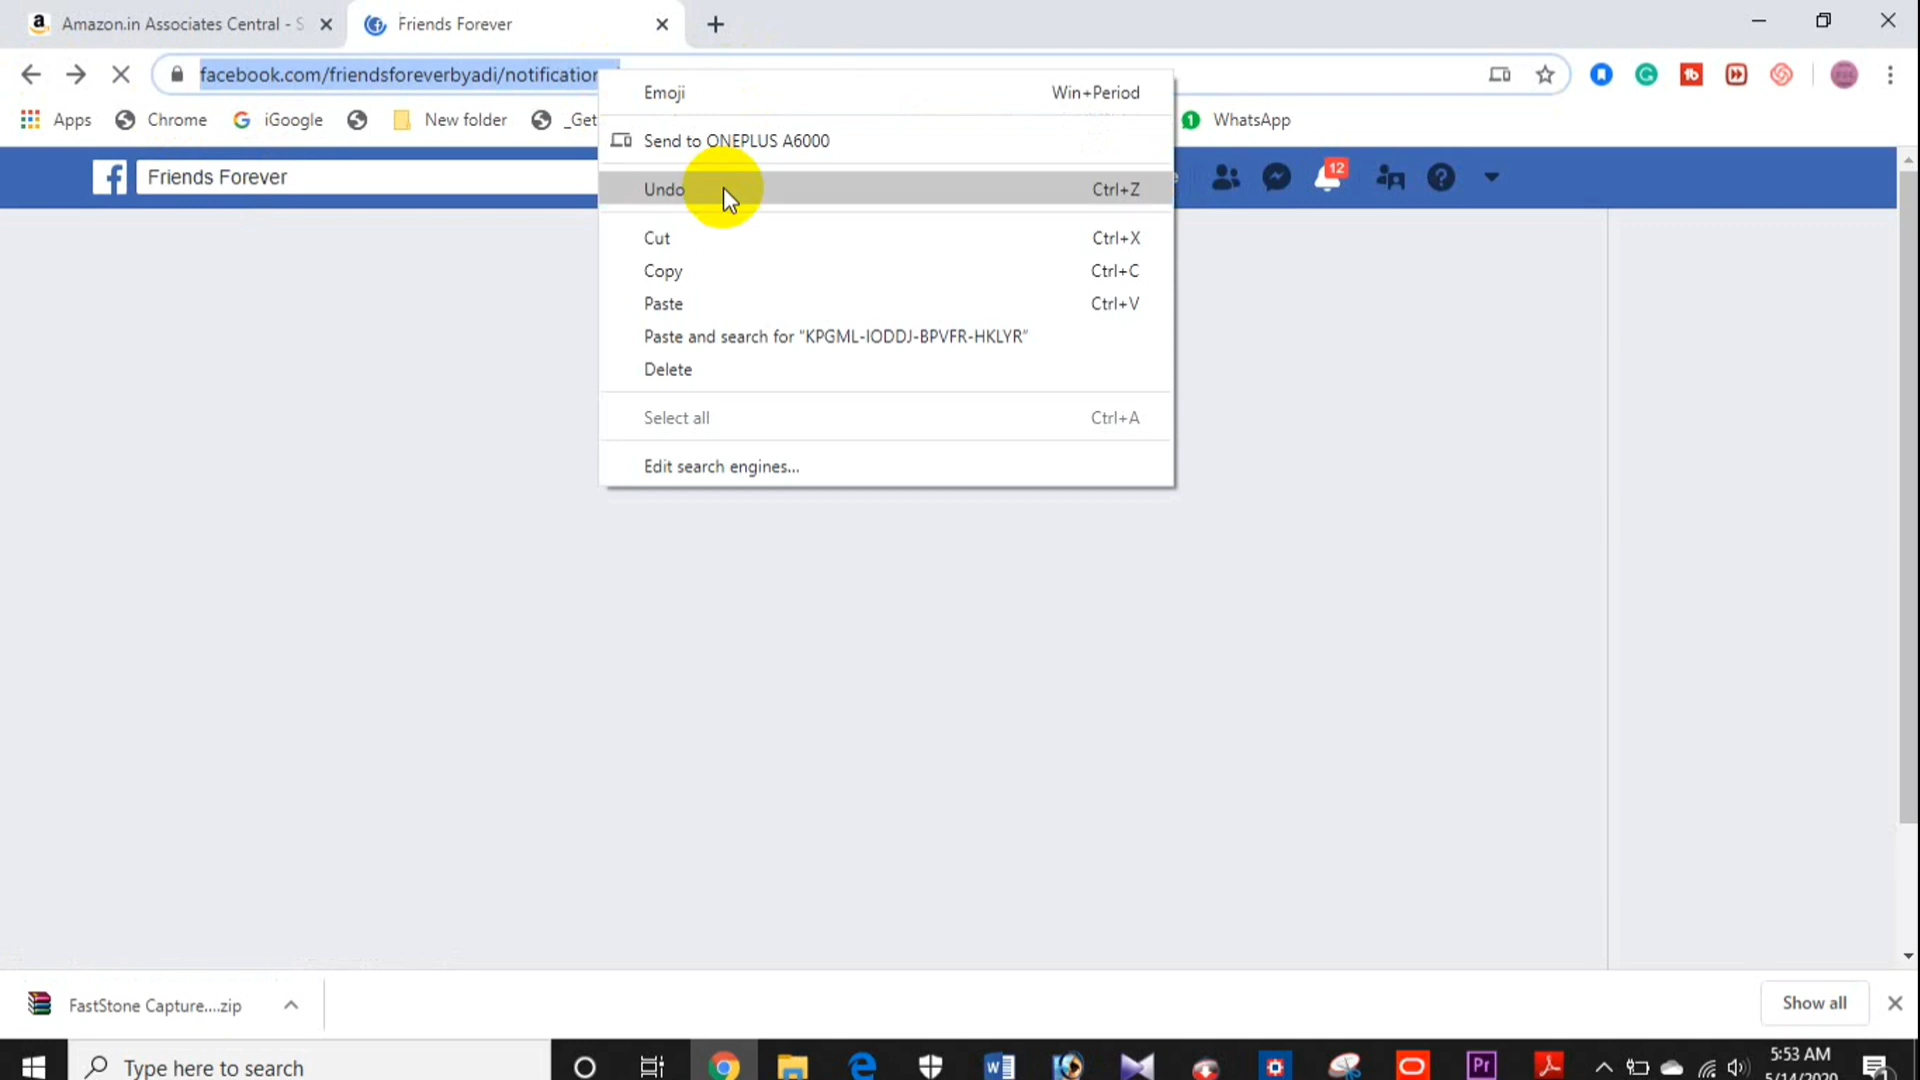 Amazon.in Associates Central - S
Friends Forever
facebook.com/friendsforeverbyadi/notification
Apps
Chrome
iGoogle
New folder
_Get
WhatsApp
Friends Forever
12
Emoji Win+Period
Send to ONEPLUS A6000
Undo Ctrl+Z
Cut Ctrl+X
Copy Ctrl+C
Paste Ctrl+V
Paste and search for "KPGML-IODDJ-BPVFR-HKLYR"
Delete
Select all Ctrl+A
Edit search engines...
FastStone Capture....zip
Show all
Type here to search
5:53 AM
5/14/2020